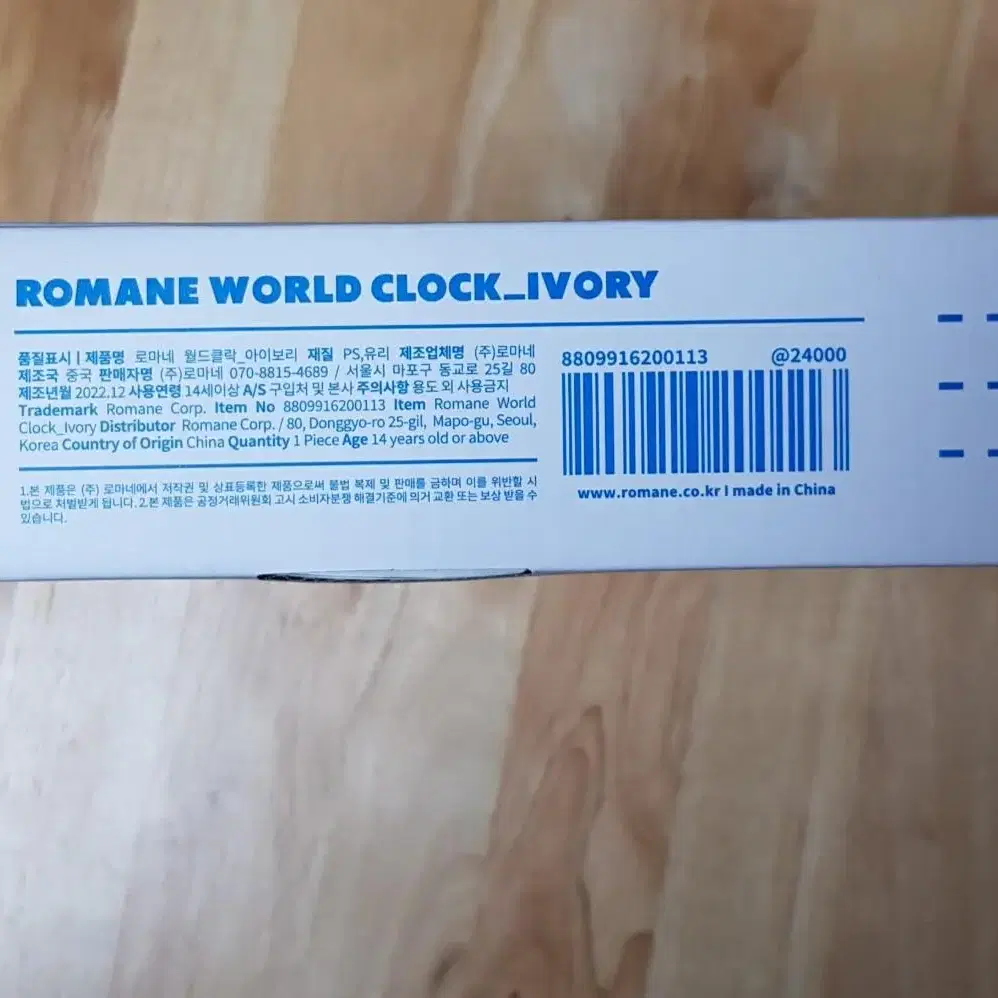 ROMANE WORLD CLOCK_IVORY
품질표시 | 제품명 로마네 월드클락_아이보리 재질 PS,유리 제조업체명 (주)로마네
제조국 중국 판매자명 (주)로마네 070-8815-4689 / 서울시 마포구 동교로 25길 80
제조년월 2022.12 사용연령 14세이상 A/S 구입처 및 본사 주의사항 용도 외 사용금지
Trademark Romane Corp. Item No 8809916200113 Item Romane World
Clock_Ivory Distributor Romane Corp. / 80, Donggyo-ro 25-gil, Mapo-gu, Seoul,
Korea Country of Origin China Quantity 1 Piece Age 14 years old or above
1.본 제품은 (주) 로마네에서 저작권 및 상표등록한 제품으로써 불법 복제 및 판매를 금하며 이를 위반할 시
법으로 처벌받게 됩니다. 2.본 제품은 공정거래위원회 고시 소비자분쟁 해결기준에 의거 교환 또는 보상 받을 수
있습니다.
8809916200113 @24000
www.romane.co.kr I made in China